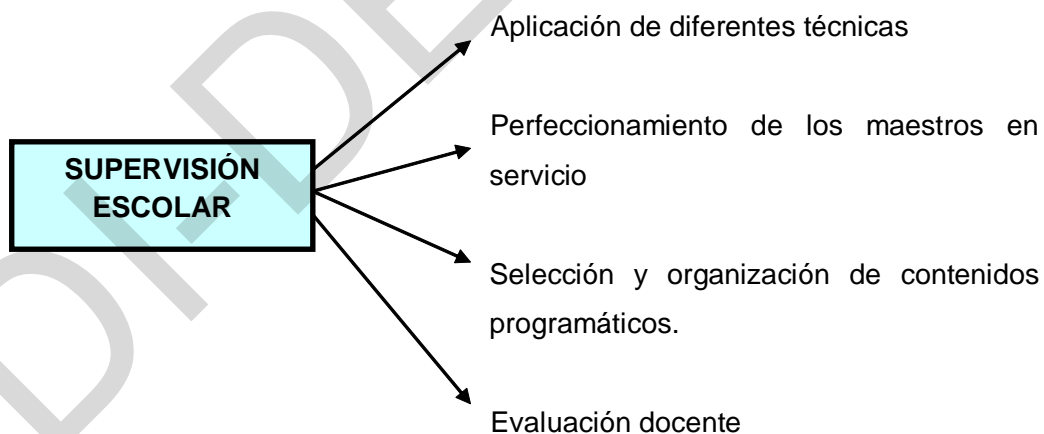 Aplicación de diferentes técnicas
Perfeccionamiento de los maestros en
servicio
SUPERVISIÓN
ESCOLAR
Selección y organización de contenidos
programáticos.
Evaluación docente